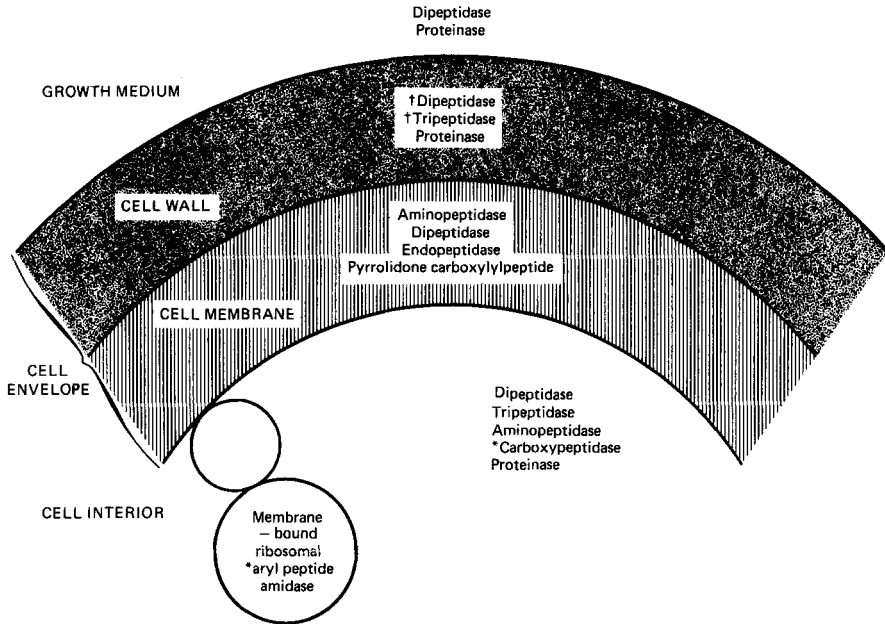 Dipeptidase
Proteinase
GROWTH MEDIUM
†Dipeptidase
†Tripeptidase
Proteinase
CELL WALL
Aminopeptidase
Dipeptidase
Endopeptidase
Pyrrolidone carboxylylpeptide
CELL MEMBRANE
CELL
ENVELOPE
Dipeptidase
Tripeptidase
Aminopeptidase
*Carboxypeptidase
Proteinase
CELL INTERIOR
Membrane
– bound
ribosomal
*aryl peptide
amidase